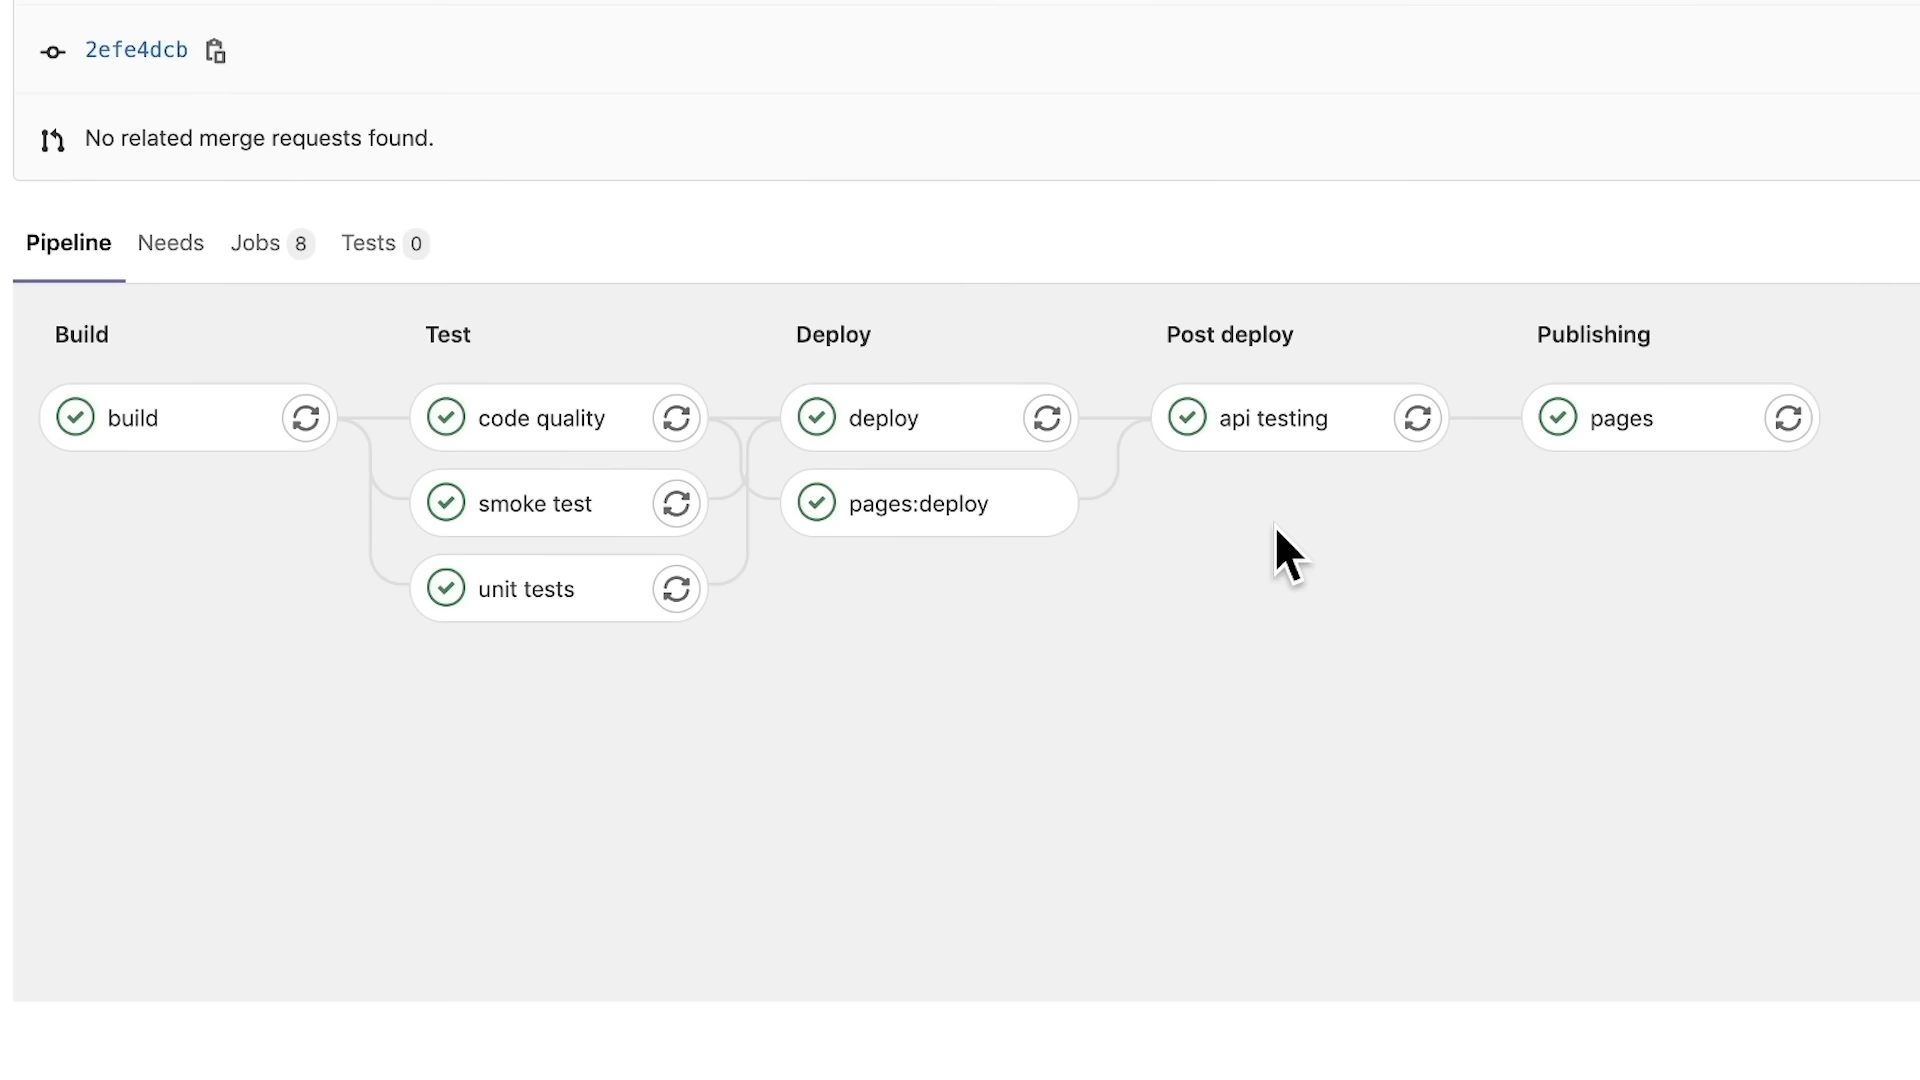 2efe4dcb
No related merge requests found.
Pipeline Needs Jobs 8 Tests 0
Build Test Deploy Post deploy Publishing
build code quality deploy api testing pages
smoke test pages:deploy
unit tests